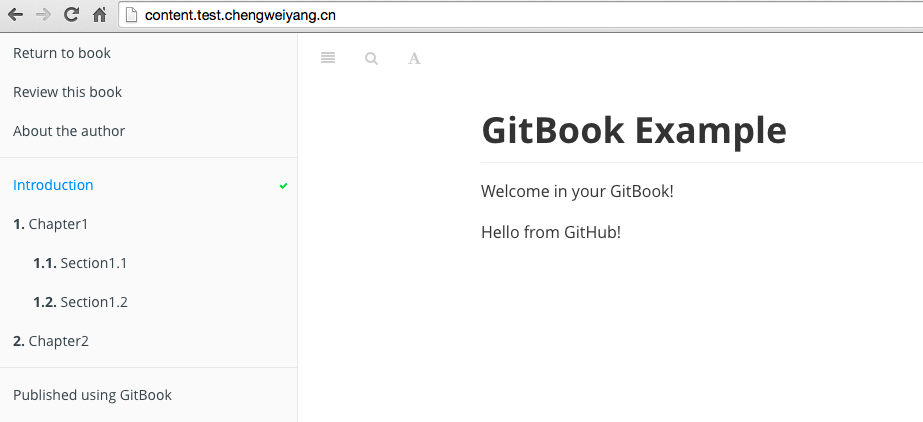 content.test.chengweiyang.cn
Return to book
Review this book
About the author
Introduction
1. Chapter1
1.1. Section1.1
1.2. Section1.2
2. Chapter2
Published using GitBook
A
GitBook Example
Welcome in your GitBook!
Hello from GitHub!